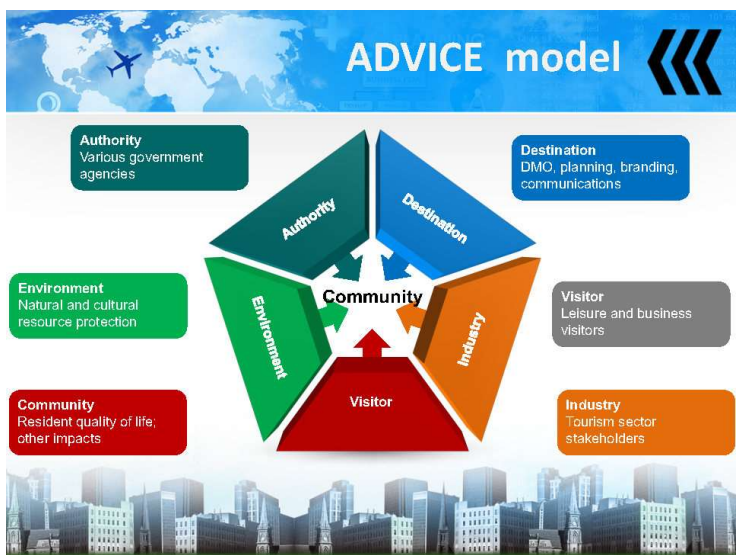 ADVICE model
Authority
Various government
agencies
Destination
DMO, planning, branding,
communications
Authority
Destination
Environment
Natural and cultural
resource protection
Community
Visitor
Leisure and business
visitors
Environment
Industry
Community
Resident quality of life;
other impacts
Visitor
Industry
Tourism sector
stakeholders